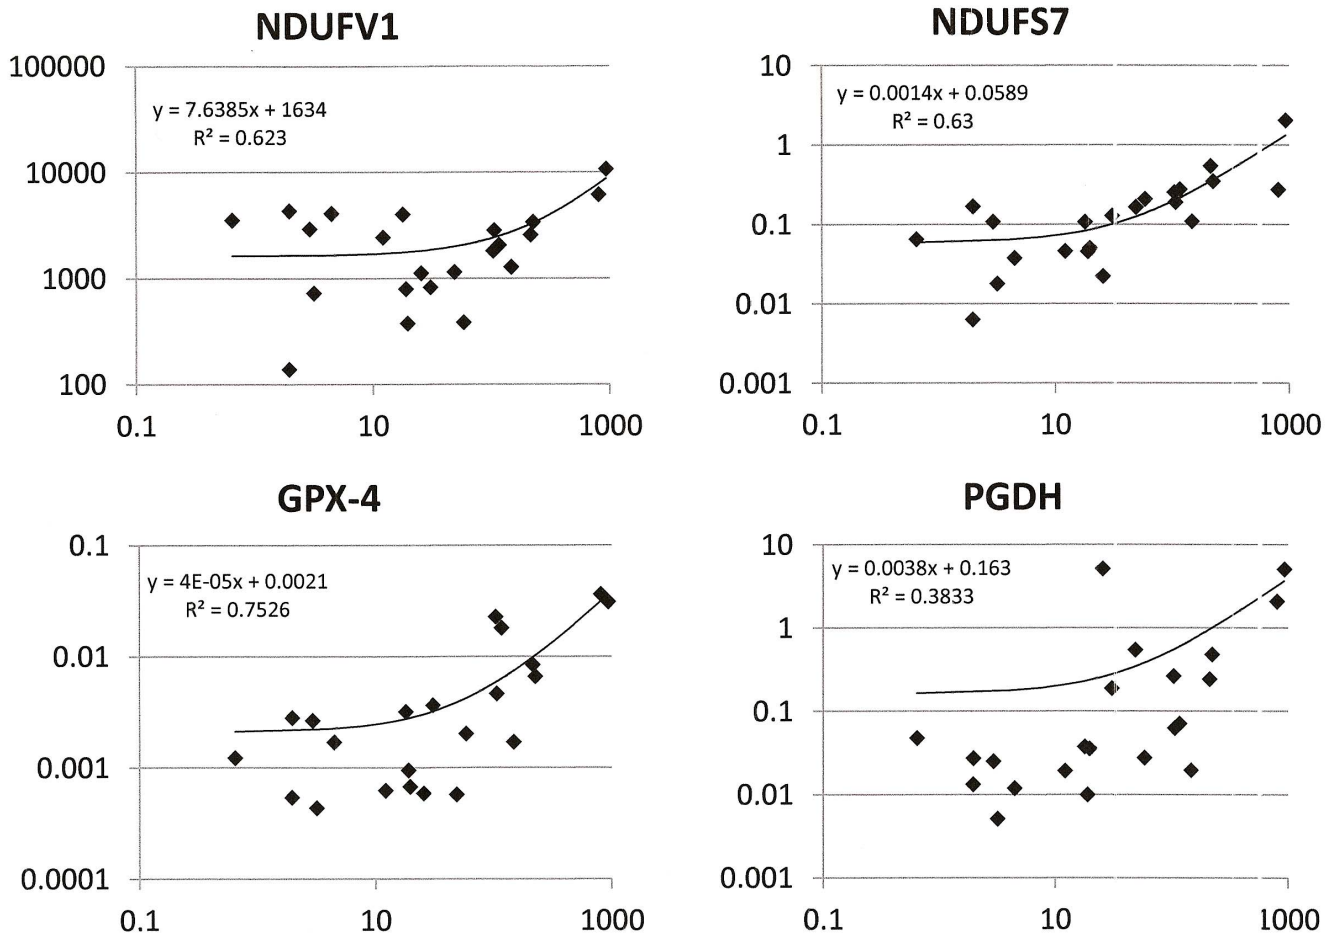 NDUFV1
100000
10000
1000
100
0.1
10
1000
y = 7.6385x + 1634
R² = 0.623
NDUFS7
10
1
0.1
0.01
0.001
0.1
10
1000
y = 0.0014x + 0.0589
R² = 0.63
GPX-4
0.1
0.01
0.001
0.0001
0.1
10
1000
y = 4E-05x + 0.0021
R² = 0.7526
PGDH
10
1
0.1
0.01
0.001
0.1
10
1000
y = 0.0038x + 0.163
R² = 0.3833